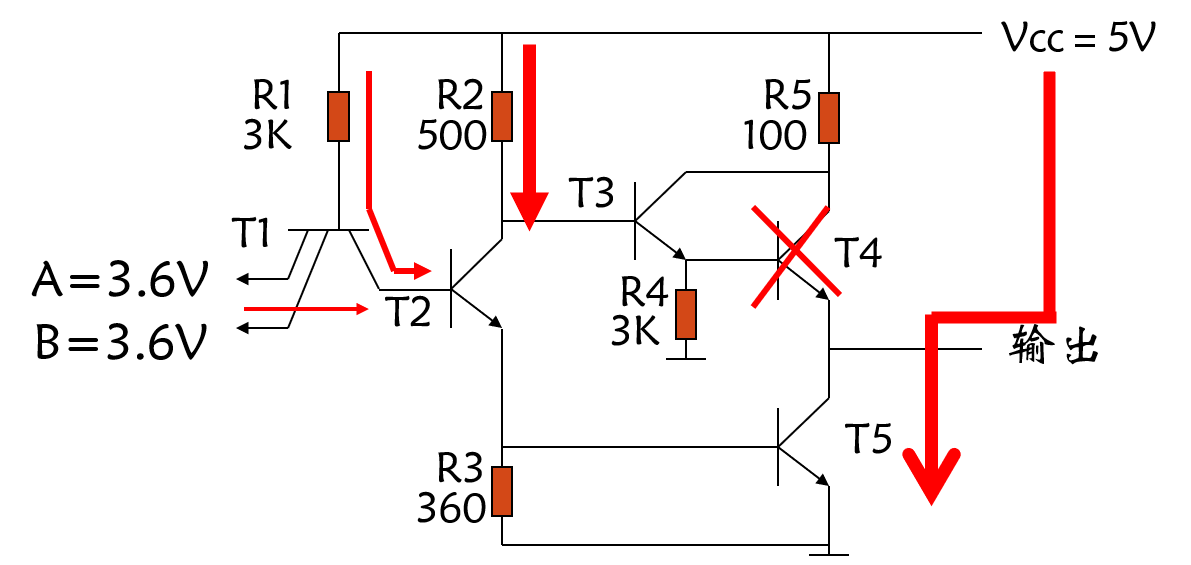 Vcc = 5V
R1
3K
R2
500
R5
100
T3
T1
T4
A=3.6V
R4
3K
T2
B=3.6V
输出
T5
R3
360